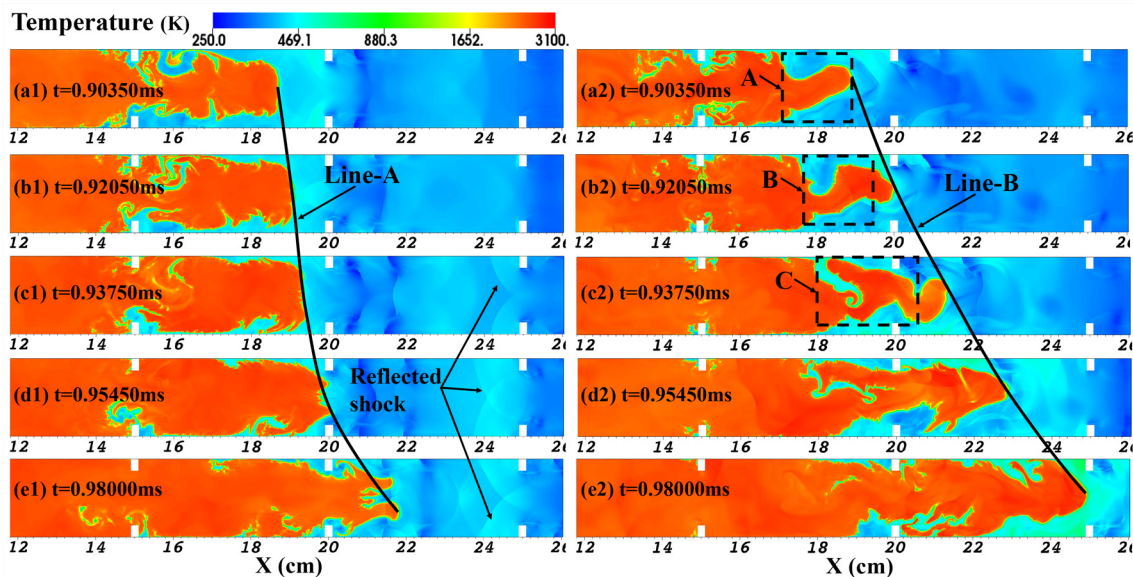 Temperature (K)
250.0 469.1 880.3 1652. 3100.
(a1) t=0.90350ms
12 14 16 18 20 22 24 26
(b1) t=0.92050ms
Line-A
12 14 16 18 20 22 24 26
(c1) t=0.93750ms
12 14 16 18 20 22 24 26
(d1) t=0.95450ms
Reflected
shock
12 14 16 18 20 22 24 26
(e1) t=0.98000ms
12 14 16 18 20 22 24 26
X (cm)
(a2) t=0.90350ms
A
12 14 16 18 20 22 24 26
(b2) t=0.92050ms
B
Line-B
12 14 16 18 20 22 24 26
(c2) t=0.93750ms
C
12 14 16 18 20 22 24 26
(d2) t=0.95450ms
12 14 16 18 20 22 24 26
(e2) t=0.98000ms
12 14 16 18 20 22 24 26
X (cm)